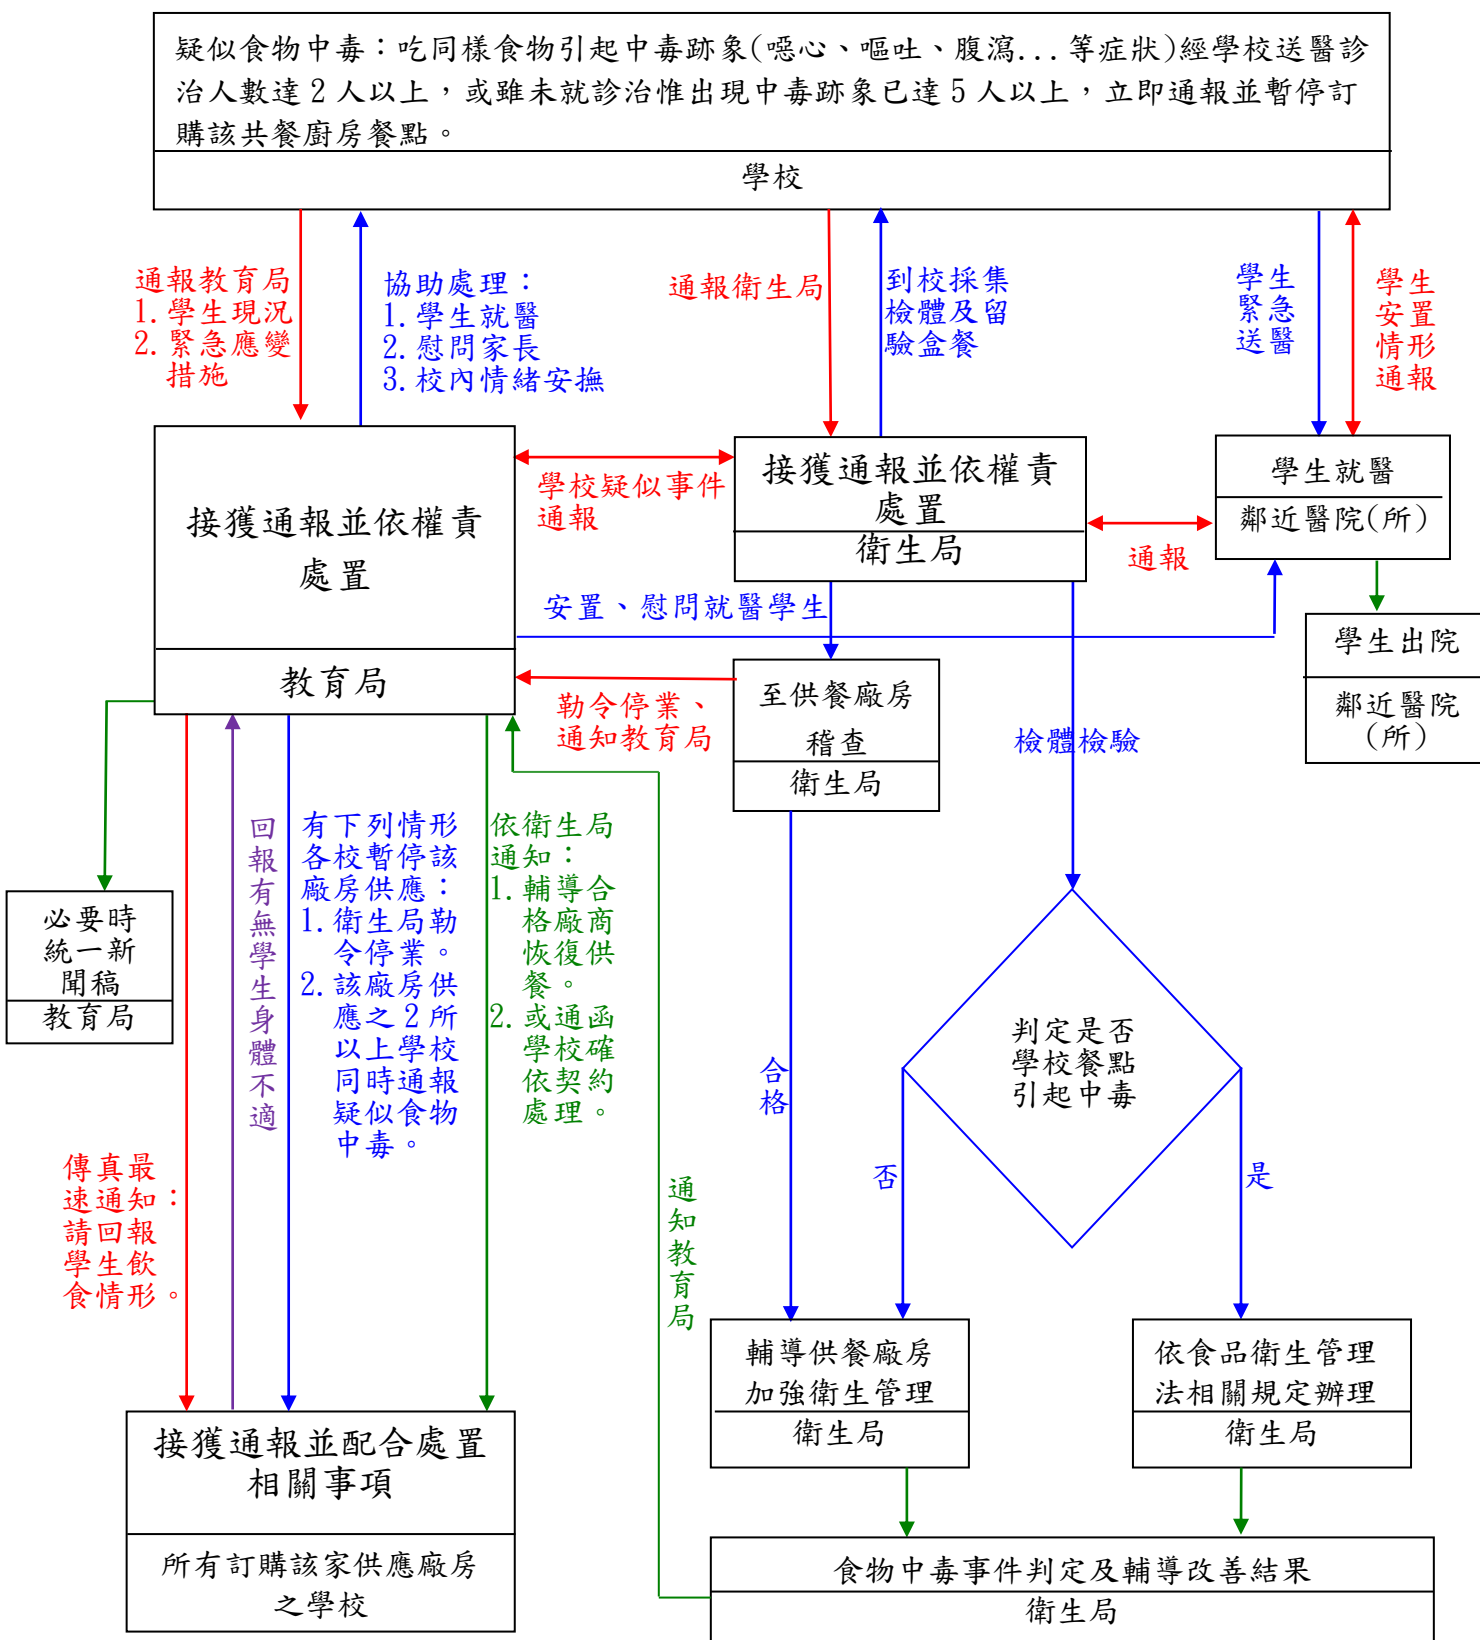 疑似食物中毒：吃同樣食物引起中毒跡象(噁心、嘔吐、腹瀉...等症狀)經學校送醫診
治人數達2人以上，或雖未就診治惟出現中毒跡象已達5人以上，立即通報並暫停訂
購該共餐廚房餐點。
學校
通報教育局
1.學生現況
2.緊急應變
措施
協助處理：
1.學生就醫
2.慰問家長
3.校內情緒安撫
通報衛生局
到校採集
檢體及留
驗盒餐
學生
緊急
送醫
學生
安置
情形
通報
接獲通報並依權責
處置
教育局
學校疑似事件
通報
接獲通報並依權責
處置
衛生局
通報
學生就醫
鄰近醫院(所)
安置、慰問就醫學生
學生出院
鄰近醫院
(所)
勒令停業、
通知教育局
至供餐廠房
稽查
衛生局
檢體檢驗
必要時
統一新
聞稿
教育局
回報有無學生身體不適
有下列情形
各校暫停該
廠房供應：
1.衛生局勒
令停業。
2.該廠房供
應之2所
以上學校
同時通報
疑似食物
中毒。
依衛生局
通知：
1.輔導合
格廠商
恢復供
餐。
2.或通函
學校確
依契約
處理。
合格
判定是否
學校餐點
引起中毒
否
是
傳真最
速通知：
請回報
學生飲
食情形。
通知教育局
輔導供餐廠房
加強衛生管理
衛生局
依食品衛生管理
法相關規定辦理
衛生局
接獲通報並配合處置
相關事項
所有訂購該家供應廠房
之學校
食物中毒事件判定及輔導改善結果
衛生局